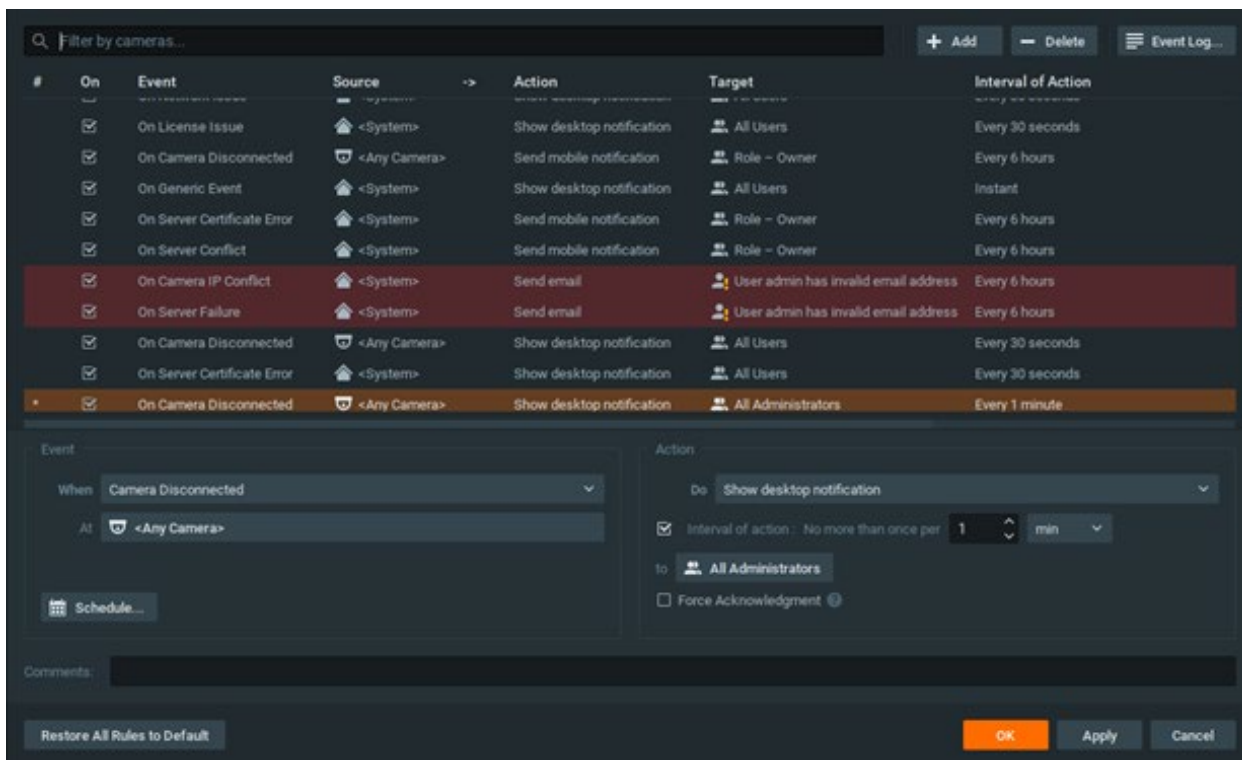 Filter by cameras... + Add − Delete Event Log...
# On Event Source -> Action Target Interval of Action
On License Issue <System> Show desktop notification All Users Every 30 seconds
On Camera Disconnected <Any Camera> Send mobile notification Role – Owner Every 6 hours
On Generic Event <System> Show desktop notification All Users Instant
On Server Certificate Error <System> Send mobile notification Role – Owner Every 6 hours
On Server Conflict <System> Send mobile notification Role – Owner Every 6 hours
On Camera IP Conflict <System> Send email User admin has invalid email address Every 6 hours
On Server Failure <System> Send email User admin has invalid email address Every 6 hours
On Camera Disconnected <Any Camera> Show desktop notification All Users Every 30 seconds
On Server Certificate Error <System> Show desktop notification All Users Every 30 seconds
* On Camera Disconnected <Any Camera> Show desktop notification All Administrators Every 1 minute
Event
When Camera Disconnected
At <Any Camera>
Schedule...
Action
Do Show desktop notification
Interval of action : No more than once per 1 min
to All Administrators
Force Acknowledgment ?
Comments:
Restore All Rules to Default OK Apply Cancel